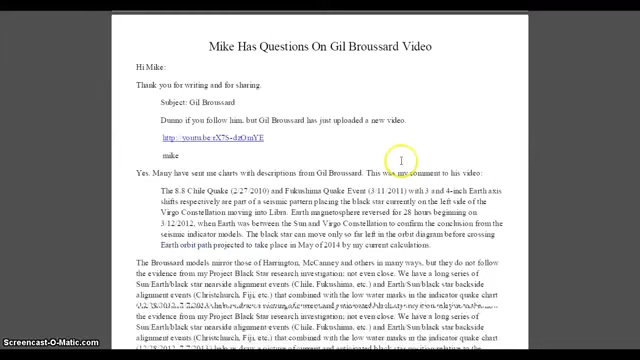 Mike Has Questions On Gil Broussard Video
Hi Mike:
Thank you for writing and for sharing.
Subject: Gil Broussard
Dunno if you follow him, but Gil Broussard has just uploaded a new video.
http://youtu.be/rX7S-dzOmYE
mike
Yes. Many have sent me charts with descriptions from Gil Broussard. This was my comment to his video:
The 8.8 Chile Quake (2/27/2010) and Fukushima Quake Event (3/11/2011) with 3 and 4-inch Earth axis
shifts respectively are part of a seismic pattern placing the black star currently on the left side of the
Virgo Constellation moving into Libra. Earth magnetosphere reversed for 28 hours beginning on
3/12/2012, when Earth was between the Sun and Virgo Constellation to confirm the conclusion from the
seismic indicator models. The black star can move only so far left in the orbit diagram before crossing
Earth orbit path projected to take place in May of 2014 by my current calculations.
The Broussard models mirror those of Harrington, McCanney and others in many ways, but they do not follow
the evidence from my Project Black Star research investigation; not even close. We have a long series of
Sun/Earth/black star nearside alignment events (Chile, Fukushima, etc.) and Earth/Sun/black star backside
alignment events (Christchurch, Fiji, etc.) that combined with the low water marks in the indicator quake chart
the evidence from my Project Black Star research investigation; not even close. We have a long series of
Sun/Earth/black star nearside alignment events (Chile, Fukushima, etc.) and Earth/Sun/black star backside
alignment events (Christchurch, Fiji, etc.) that combined with the low water marks in the indicator quake chart
Screencast-O-Matic.com